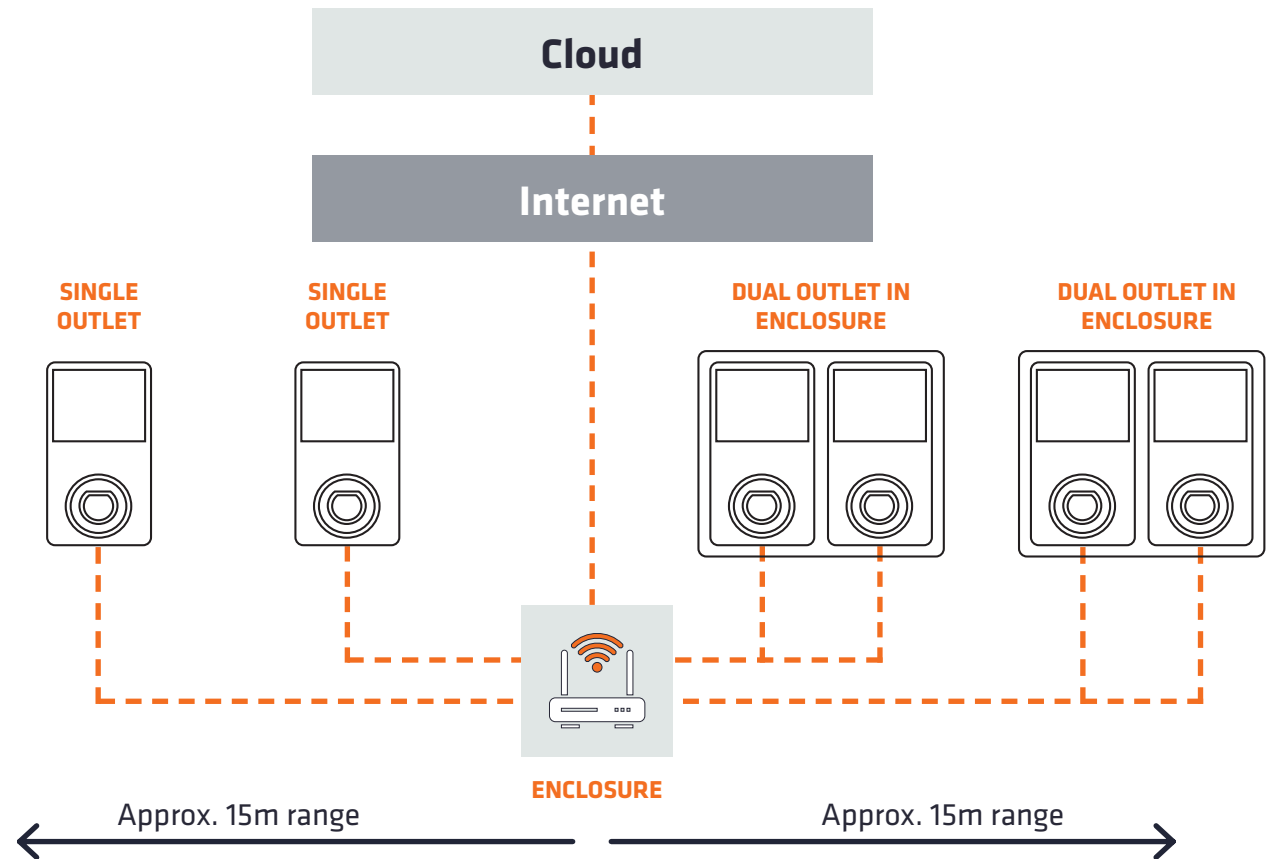 Cloud
Internet
SINGLE
OUTLET
SINGLE
OUTLET
DUAL OUTLET IN
ENCLOSURE
DUAL OUTLET IN
ENCLOSURE
ENCLOSURE
Approx. 15m range
Approx. 15m range